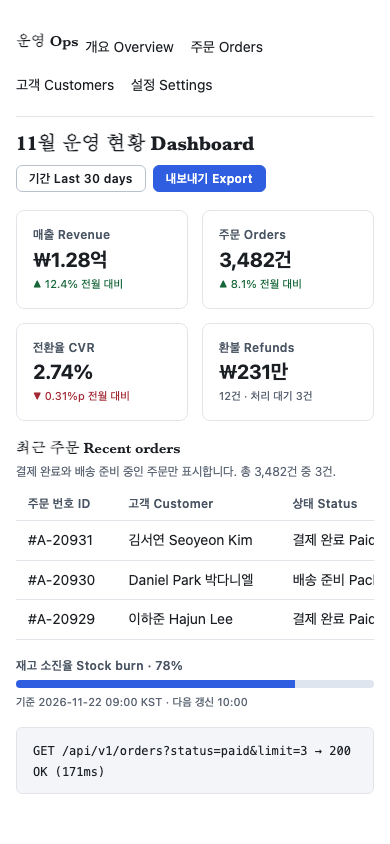 운영 Ops 개요 Overview 주문 Orders
고객 Customers 설정 Settings
11월 운영 현황 Dashboard
기간 Last 30 days 내보내기 Export
매출 Revenue
₩1.28억
▲ 12.4% 전월 대비
주문 Orders
3,482건
▲ 8.1% 전월 대비
전환율 CVR
2.74%
▼ 0.31%p 전월 대비
환불 Refunds
₩231만
12건 · 처리 대기 3건
최근 주문 Recent orders
결제 완료와 배송 준비 중인 주문만 표시합니다. 총 3,482건 중 3건.
주문 번호 ID 고객 Customer 상태 Status
#A-20931 김서연 Seoyeon Kim 결제 완료 Paid
#A-20930 Daniel Park 박다니엘 배송 준비 Pac
#A-20929 이하준 Hajun Lee 결제 완료 Paid
재고 소진율 Stock burn · 78%
기준 2026-11-22 09:00 KST · 다음 갱신 10:00
GET /api/v1/orders?status=paid&limit=3 → 200
OK (171ms)